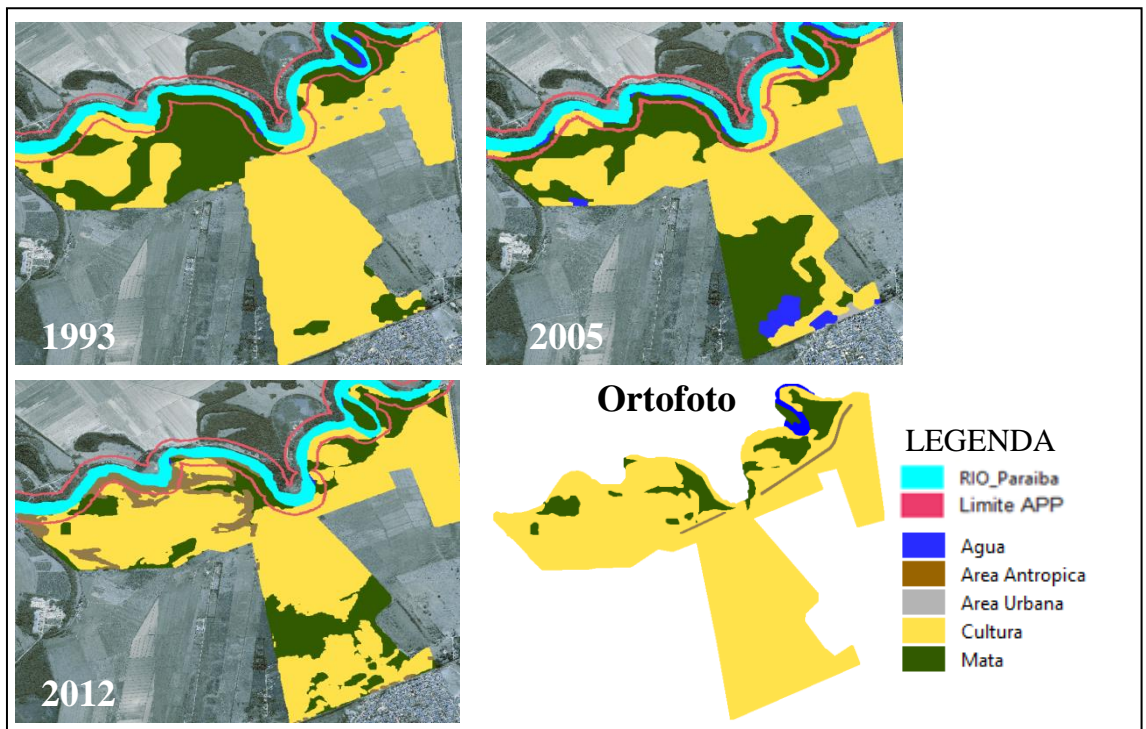 1993
2005
2012
Ortofoto
LEGENDA
RIO_Paraiba
Limite APP
Agua
Area Antropica
Area Urbana
Cultura
Mata